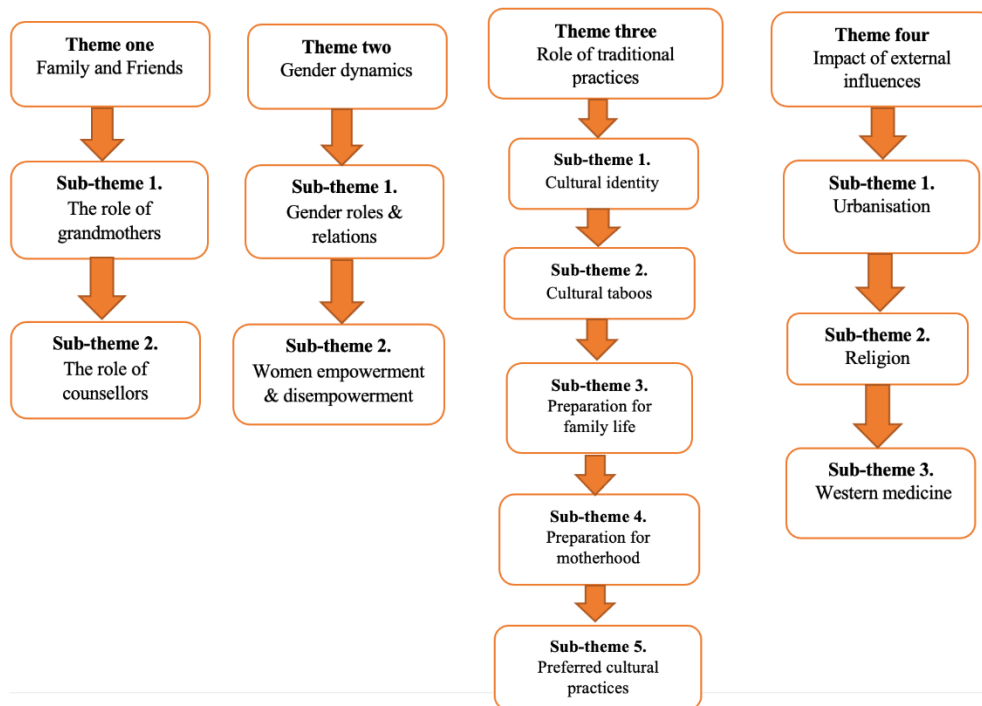 Theme one
Family and Friends
Sub-theme 1.
The role of
grandmothers
Sub-theme 2.
The role of
counsellors
Theme two
Gender dynamics
Sub-theme 1.
Gender roles &
relations
Sub-theme 2.
Women empowerment
& disempowerment
Theme three
Role of traditional
practices
Sub-theme 1.
Cultural identity
Sub-theme 2.
Cultural taboos
Sub-theme 3.
Preparation for
family life
Sub-theme 4.
Preparation for
motherhood
Sub-theme 5.
Preferred cultural
practices
Theme four
Impact of external
influences
Sub-theme 1.
Urbanisation
Sub-theme 2.
Religion
Sub-theme 3.
Western medicine